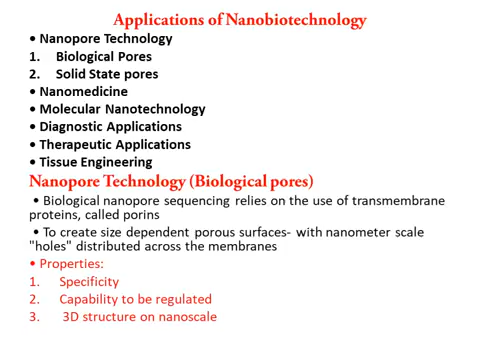 Applications of Nanobiotechnology
• Nanopore Technology
1. Biological Pores
2. Solid State pores
• Nanomedicine
• Molecular Nanotechnology
• Diagnostic Applications
• Therapeutic Applications
• Tissue Engineering
Nanopore Technology (Biological pores)
• Biological nanopore sequencing relies on the use of transmembrane
proteins, called porins
• To create size dependent porous surfaces- with nanometer scale
"holes" distributed across the membranes
• Properties:
1. Specificity
2. Capability to be regulated
3. 3D structure on nanoscale